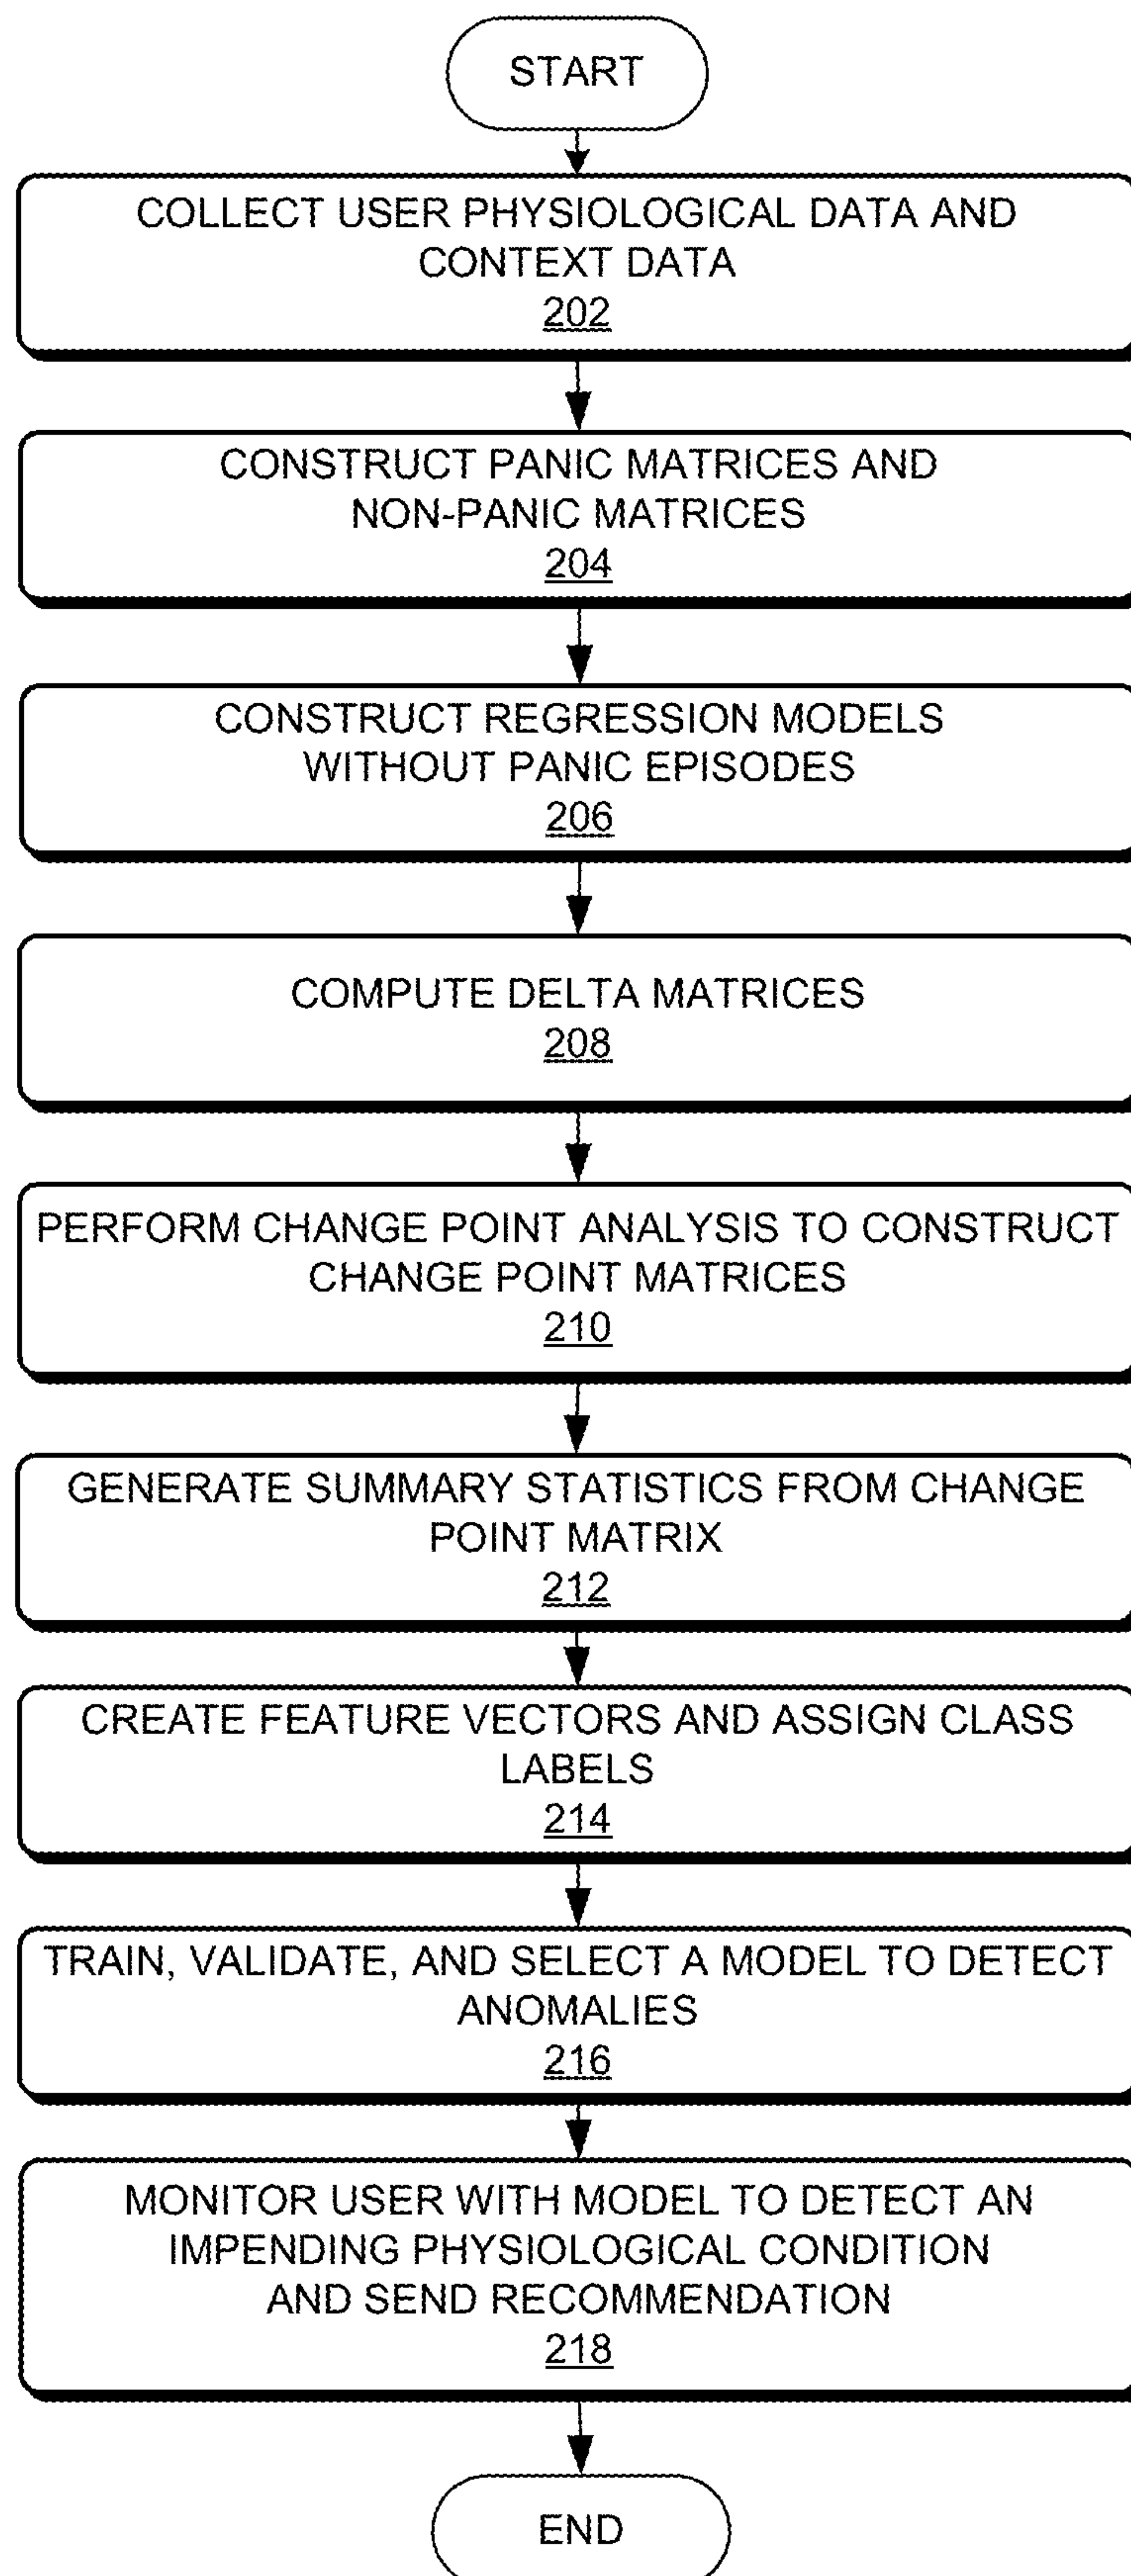 START
COLLECT USER PHYSIOLOGICAL DATA AND
CONTEXT DATA
202
CONSTRUCT PANIC MATRICES AND
NON-PANIC MATRICES
204
CONSTRUCT REGRESSION MODELS
WITHOUT PANIC EPISODES
206
COMPUTE DELTA MATRICES
208
PERFORM CHANGE POINT ANALYSIS TO CONSTRUCT
CHANGE POINT MATRICES
210
GENERATE SUMMARY STATISTICS FROM CHANGE
POINT MATRIX
212
CREATE FEATURE VECTORS AND ASSIGN CLASS
LABELS
214
TRAIN, VALIDATE, AND SELECT A MODEL TO DETECT
ANOMALIES
216
MONITOR USER WITH MODEL TO DETECT AN
IMPENDING PHYSIOLOGICAL CONDITION
AND SEND RECOMMENDATION
218
END